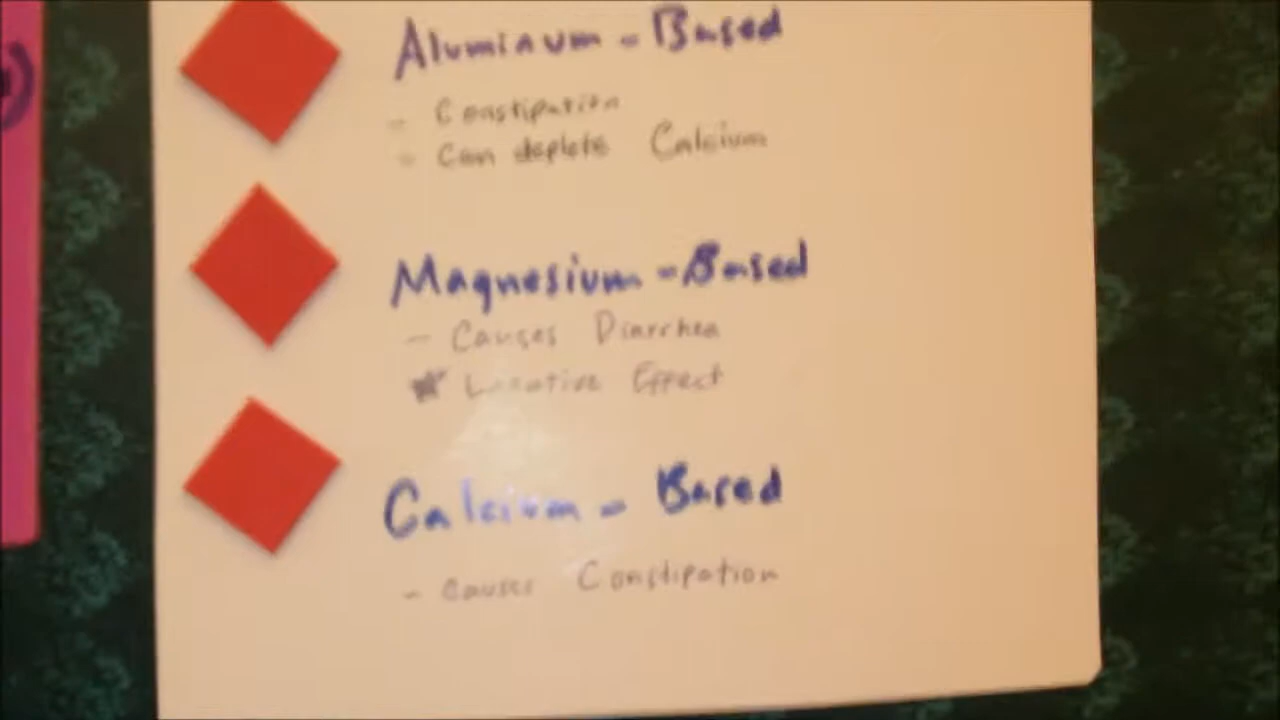 Aluminum - Based
- Constipation
- Can deplete Calcium
Magnesium - Based
- Causes Diarrhea
Laxative Effect
Calcium - Based
- Causes Constipation